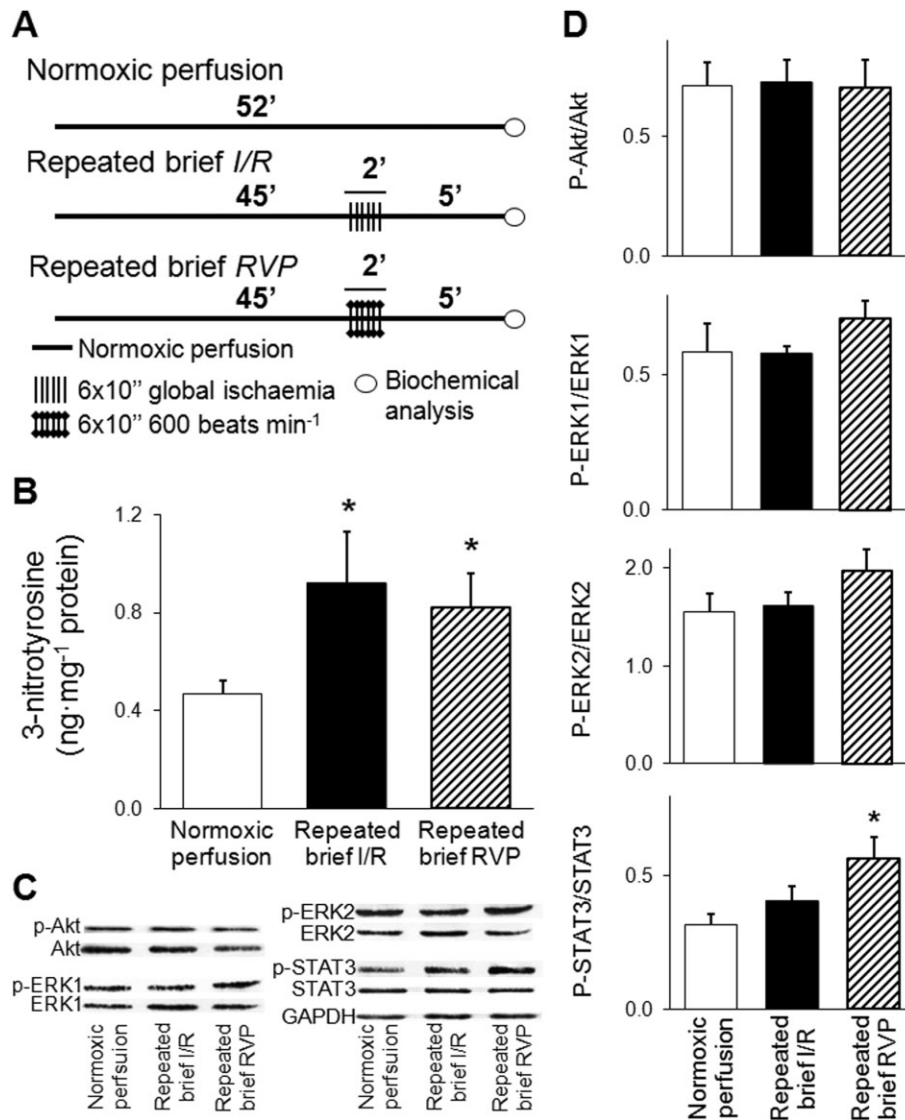 A
Normoxic perfusion
52’
Repeated brief I/R
2’
45’ 5’
Repeated brief RVP
2’
45’ 5’
Normoxic perfusion
6x10’’ global ischaemia
6x10’’ 600 beats min⁻¹
Biochemical
analysis
B
3-nitrotyrosine
(ng·mg⁻¹ protein)
1.2
0.8
0.4
0.0
*
*
Normoxic
perfusion
Repeated
brief I/R
Repeated
brief RVP
C
p-Akt
Akt
p-ERK1
ERK1
Normoxic
perfsuion
Repeated
brief I/R
Repeated
brief RVP
p-ERK2
ERK2
p-STAT3
STAT3
GAPDH
Normoxic
perfusion
Repeated
brief I/R
Repeated
brief RVP
D
P-Akt/Akt
0.5
0.0
P-ERK1/ERK1
0.5
0.0
P-ERK2/ERK2
2.0
1.0
0.0
P-STAT3/STAT3
0.5
0.0
*
Normoxic
perfusion
Repeated
brief I/R
Repeated
brief RVP